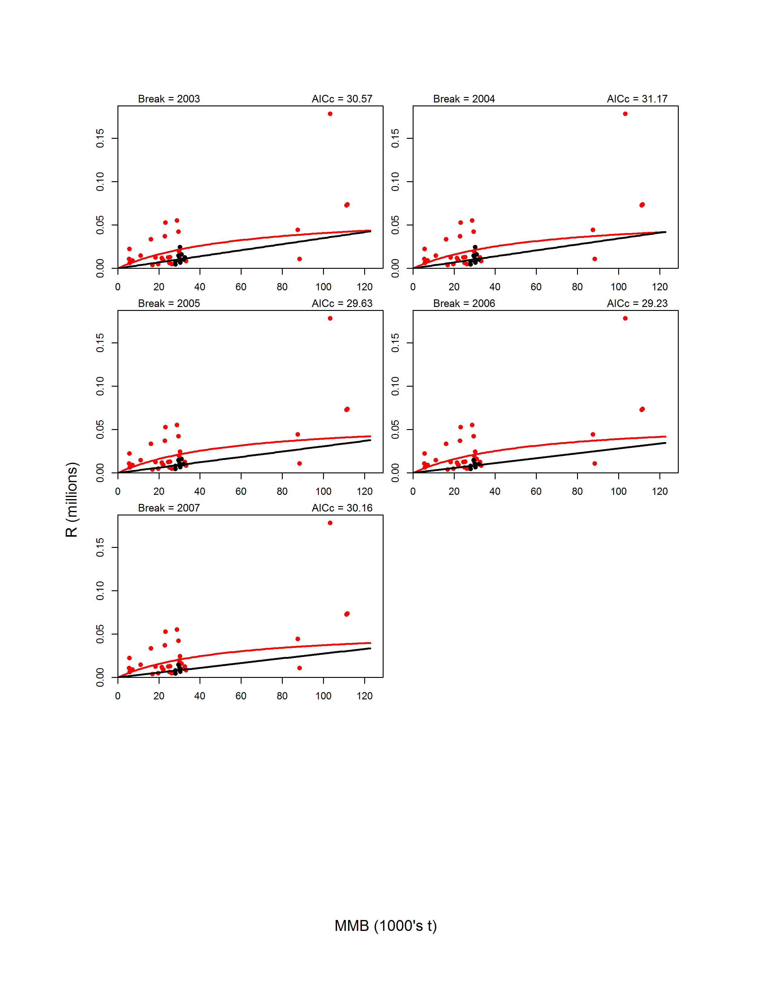 Break = 2003 AICc = 30.57
0.15
0.10
0.05
0.00
0 20 40 60 80 100 120
Break = 2004 AICc = 31.17
0.15
0.10
0.05
0.00
0 20 40 60 80 100 120
Break = 2005 AICc = 29.63
0.15
0.10
0.05
0.00
0 20 40 60 80 100 120
Break = 2006 AICc = 29.23
0.15
0.10
0.05
0.00
0 20 40 60 80 100 120
Break = 2007 AICc = 30.16
0.15
0.10
0.05
0.00
0 20 40 60 80 100 120
R (millions)
MMB (1000's t)